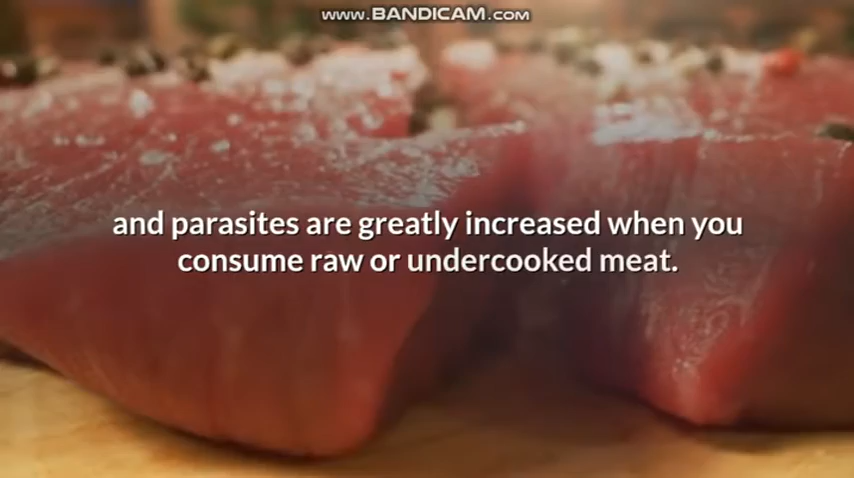 www.BANDICAM.com
and parasites are greatly increased when you
consume raw or undercooked meat.